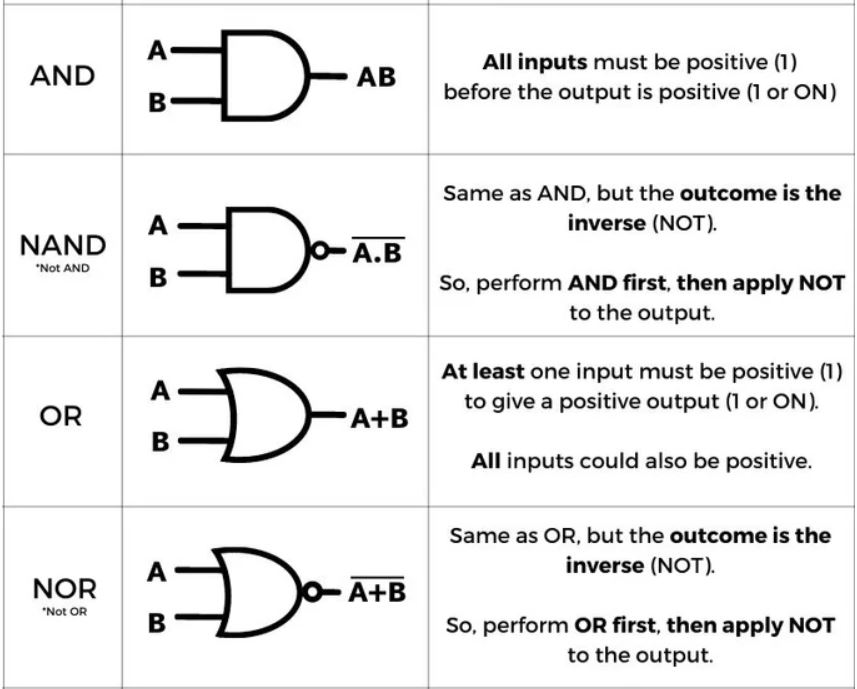 AND
A
B
AB
All inputs must be positive (1)
before the output is positive (1 or ON)
NAND
*Not AND
A
B
A̅.̅B̅
Same as AND, but the outcome is the
inverse (NOT).
So, perform AND first, then apply NOT
to the output.
OR
A
B
A+B
At least one input must be positive (1)
to give a positive output (1 or ON).
All inputs could also be positive.
NOR
*Not OR
A
B
A̅+̅B̅
Same as OR, but the outcome is the
inverse (NOT).
So, perform OR first, then apply NOT
to the output.